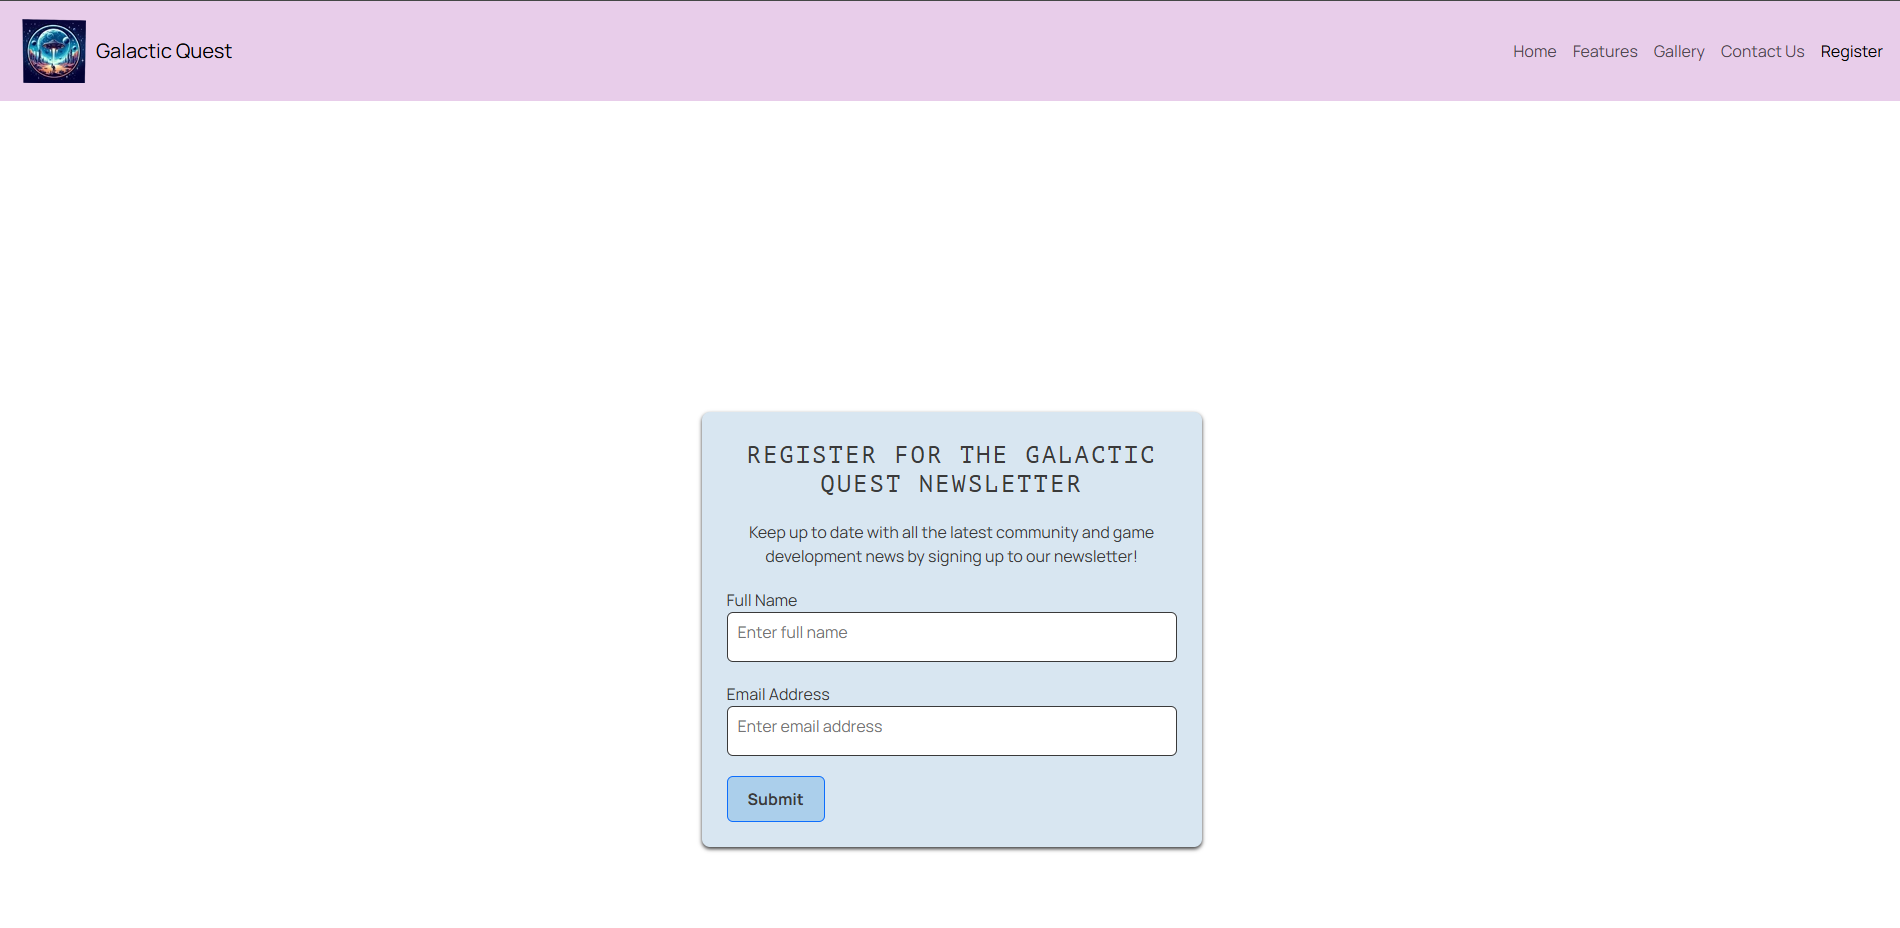 Galactic Quest
Home Features Gallery Contact Us Register
REGISTER FOR THE GALACTIC
QUEST NEWSLETTER
Keep up to date with all the latest community and game
development news by signing up to our newsletter!
Full Name
Enter full name
Email Address
Enter email address
Submit